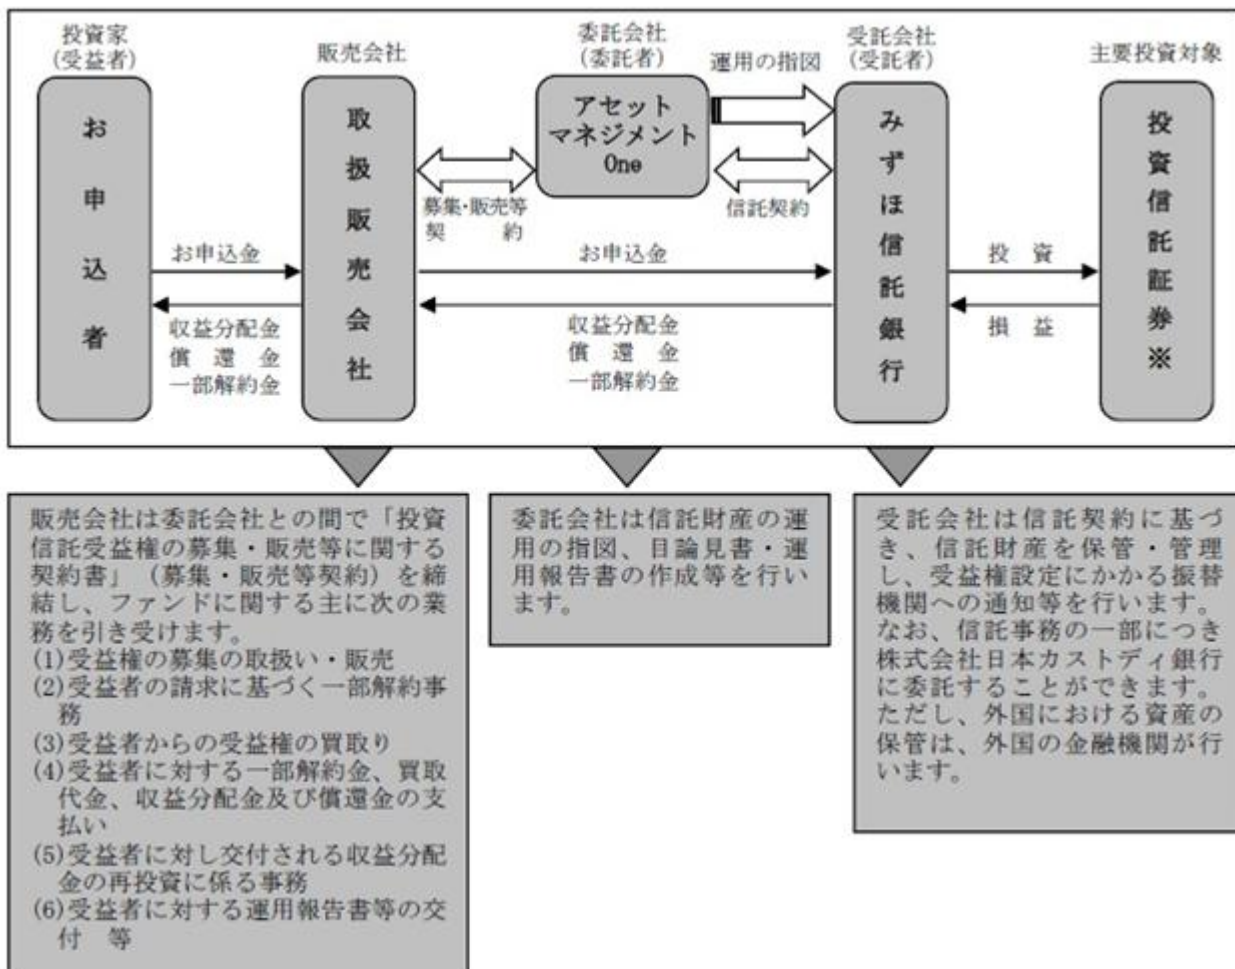 投資家
(受益者)
販売会社
委託会社
(委託者)
運用の指図
受託会社
(受託者)
主要投資対象
お申込者
取扱販売会社
アセット
マネジメント
One
みずほ信託銀行
投資信託証券※
募集・販売等
契　　約
信託契約
お申込金
お申込金
投　資
収益分配金
償　還　金
一部解約金
収益分配金
償　還　金
一部解約金
損　益
販売会社は委託会社との間で「投資
信託受益権の募集・販売等に関する
契約書」（募集・販売等契約）を締
結し、ファンドに関する主に次の業
務を引き受けます。
(1)受益権の募集の取扱い・販売
(2)受益者の請求に基づく一部解約事
務
(3)受益者からの受益権の買取り
(4)受益者に対する一部解約金、買取
代金、収益分配金及び償還金の支
払い
(5)受益者に対し交付される収益分配
金の再投資に係る事務
(6)受益者に対する運用報告書等の交
付　等
委託会社は信託財産の運
用の指図、目論見書・運
用報告書の作成等を行い
ます。
受託会社は信託契約に基づ
き、信託財産を保管・管理
し、受益権設定にかかる振替
機関への通知等を行います。
なお、信託事務の一部につき
株式会社日本カストディ銀行
に委託することができます。
ただし、外国における資産の
保管は、外国の金融機関が行
います。